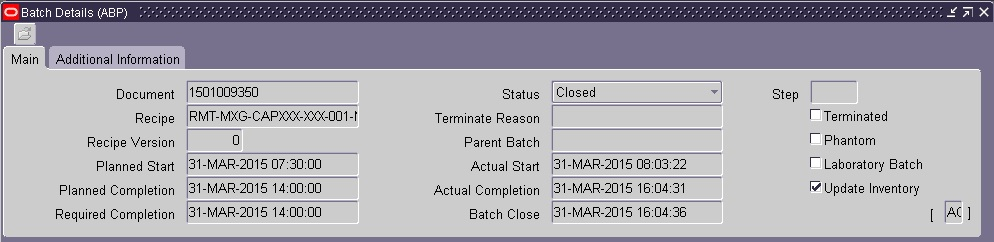 Batch Details (ABP)
Main Additional Information
Document 1501009350 Status Closed Step
Recipe RMT-MXG-CAPXXX-XXX-001- Terminate Reason Terminated
Recipe Version 0 Parent Batch Phantom
Planned Start 31-MAR-2015 07:30:00 Actual Start 31-MAR-2015 08:03:22 Laboratory Batch
Planned Completion 31-MAR-2015 14:00:00 Actual Completion 31-MAR-2015 16:04:31 Update Inventory
Required Completion 31-MAR-2015 14:00:00 Batch Close 31-MAR-2015 16:04:36 [ ]